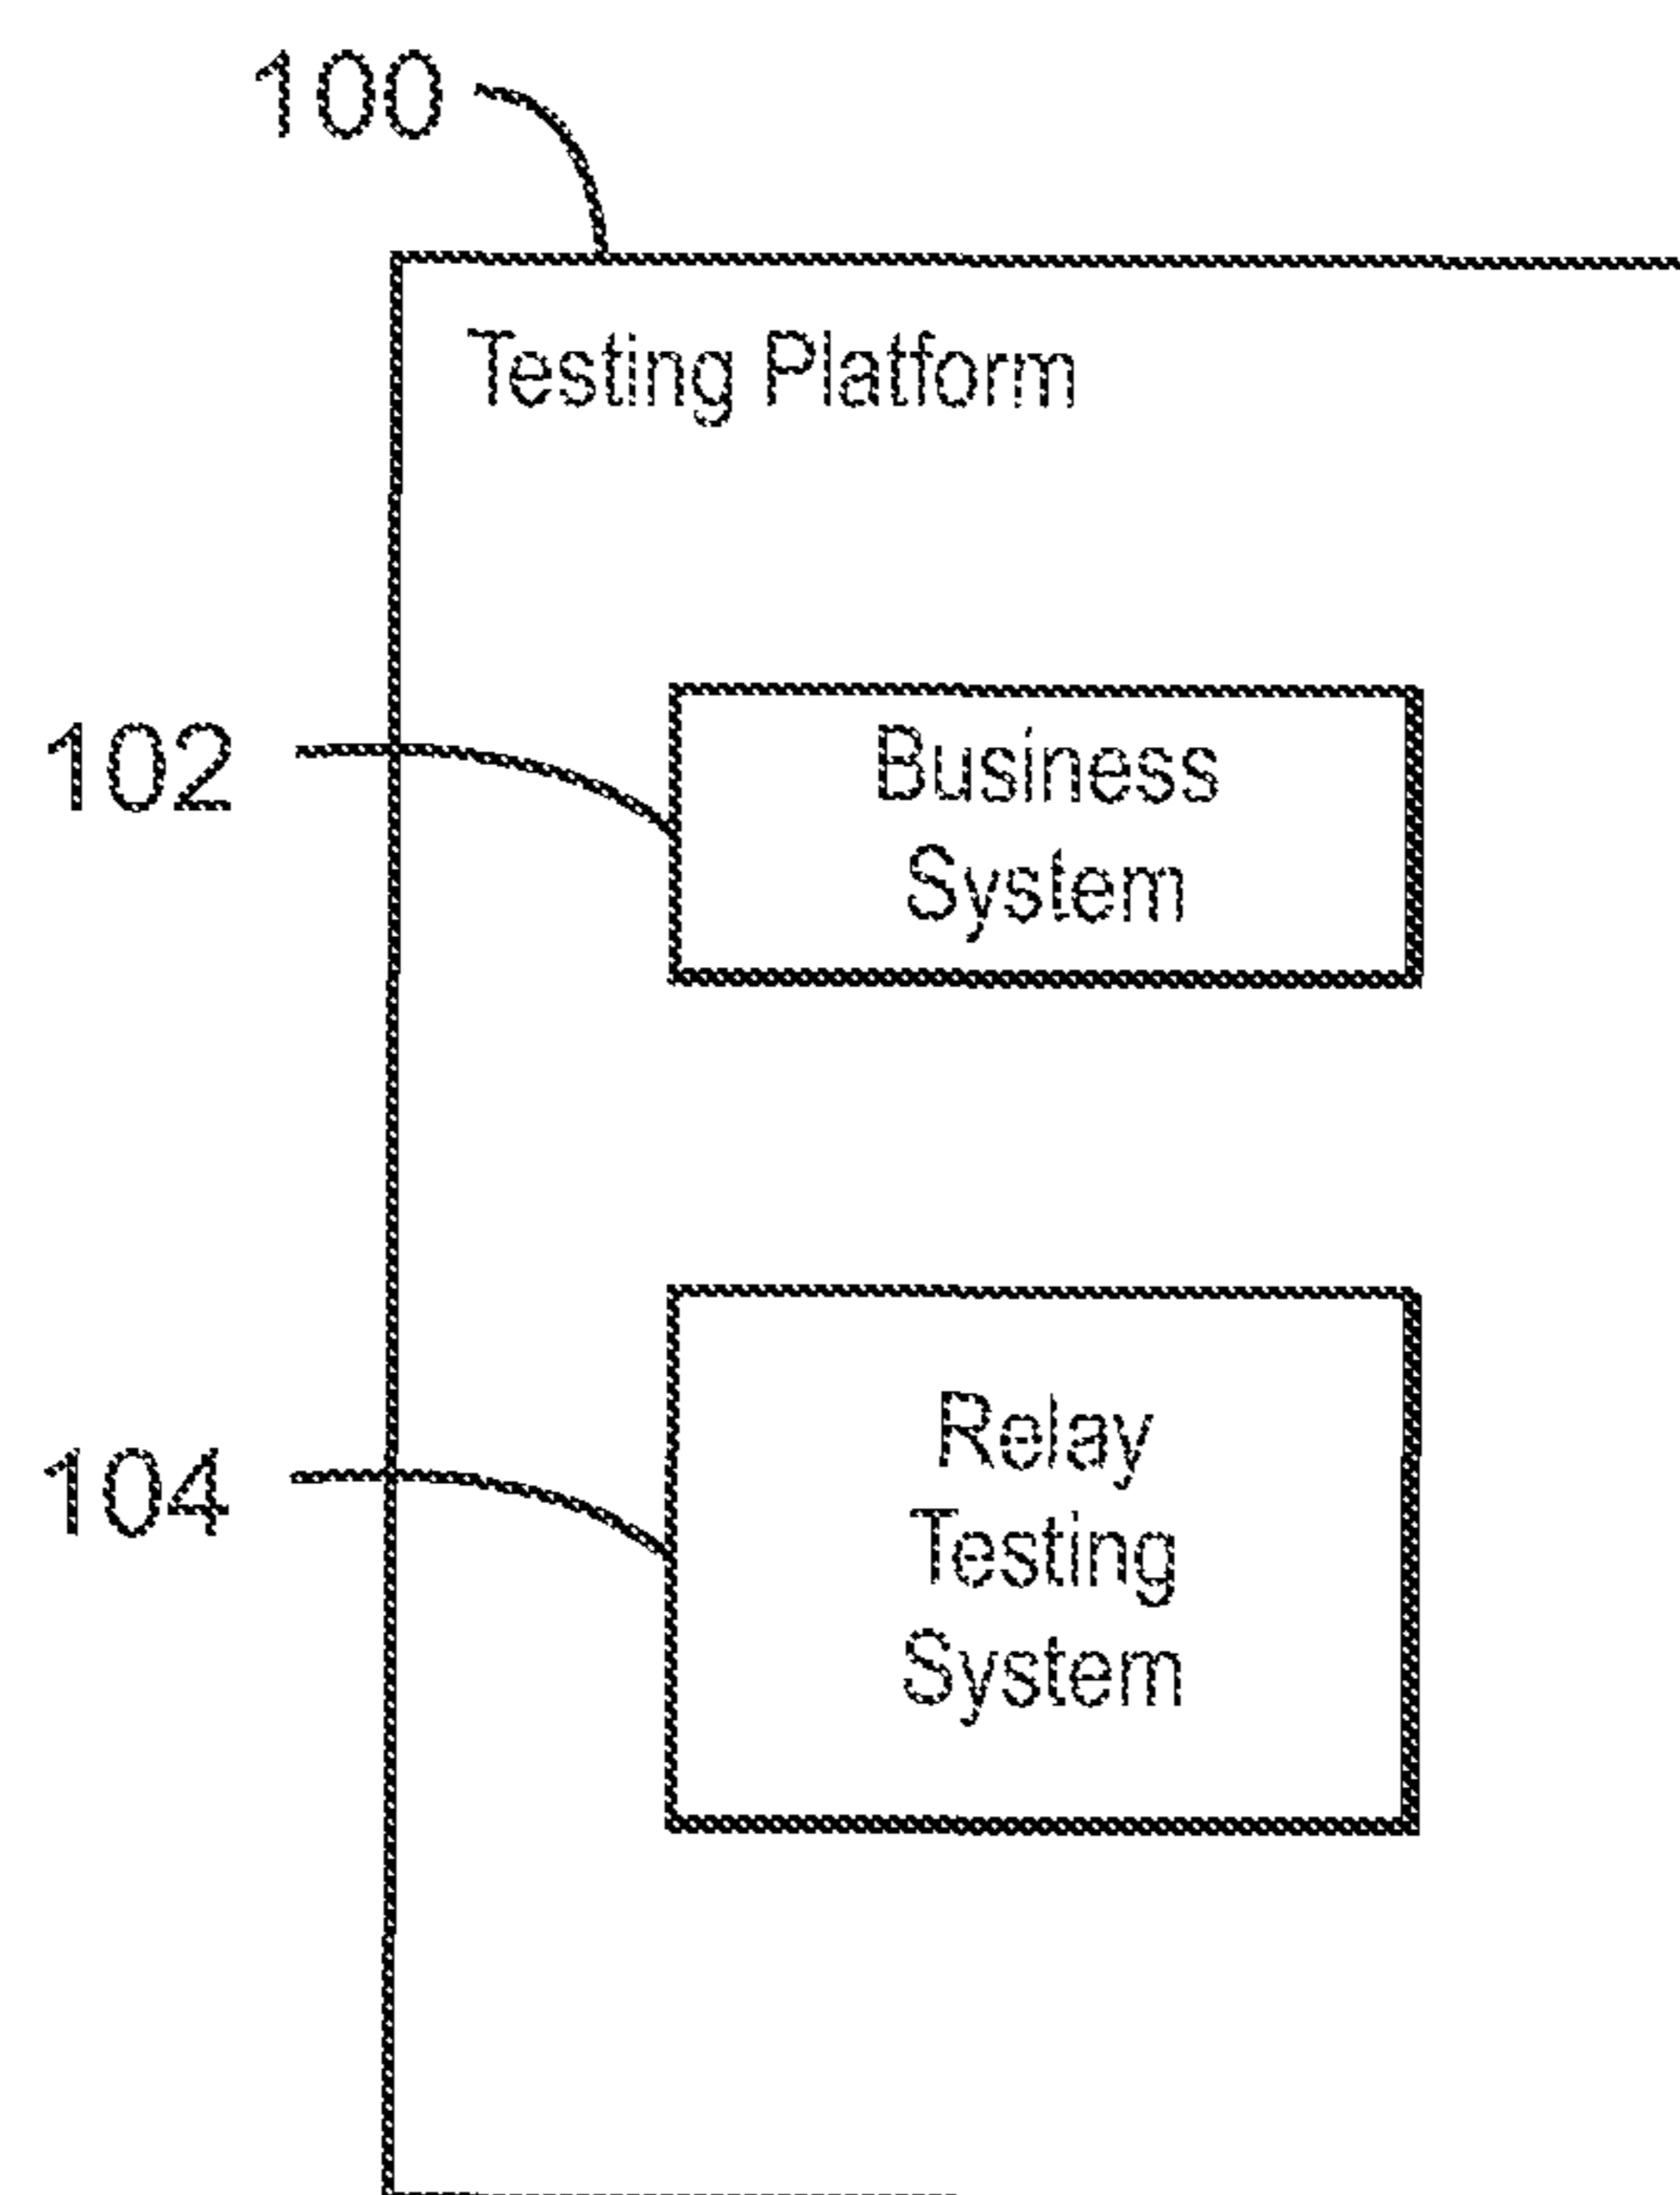 100
Testing Platform
102
Business
System
104
Relay
Testing
System